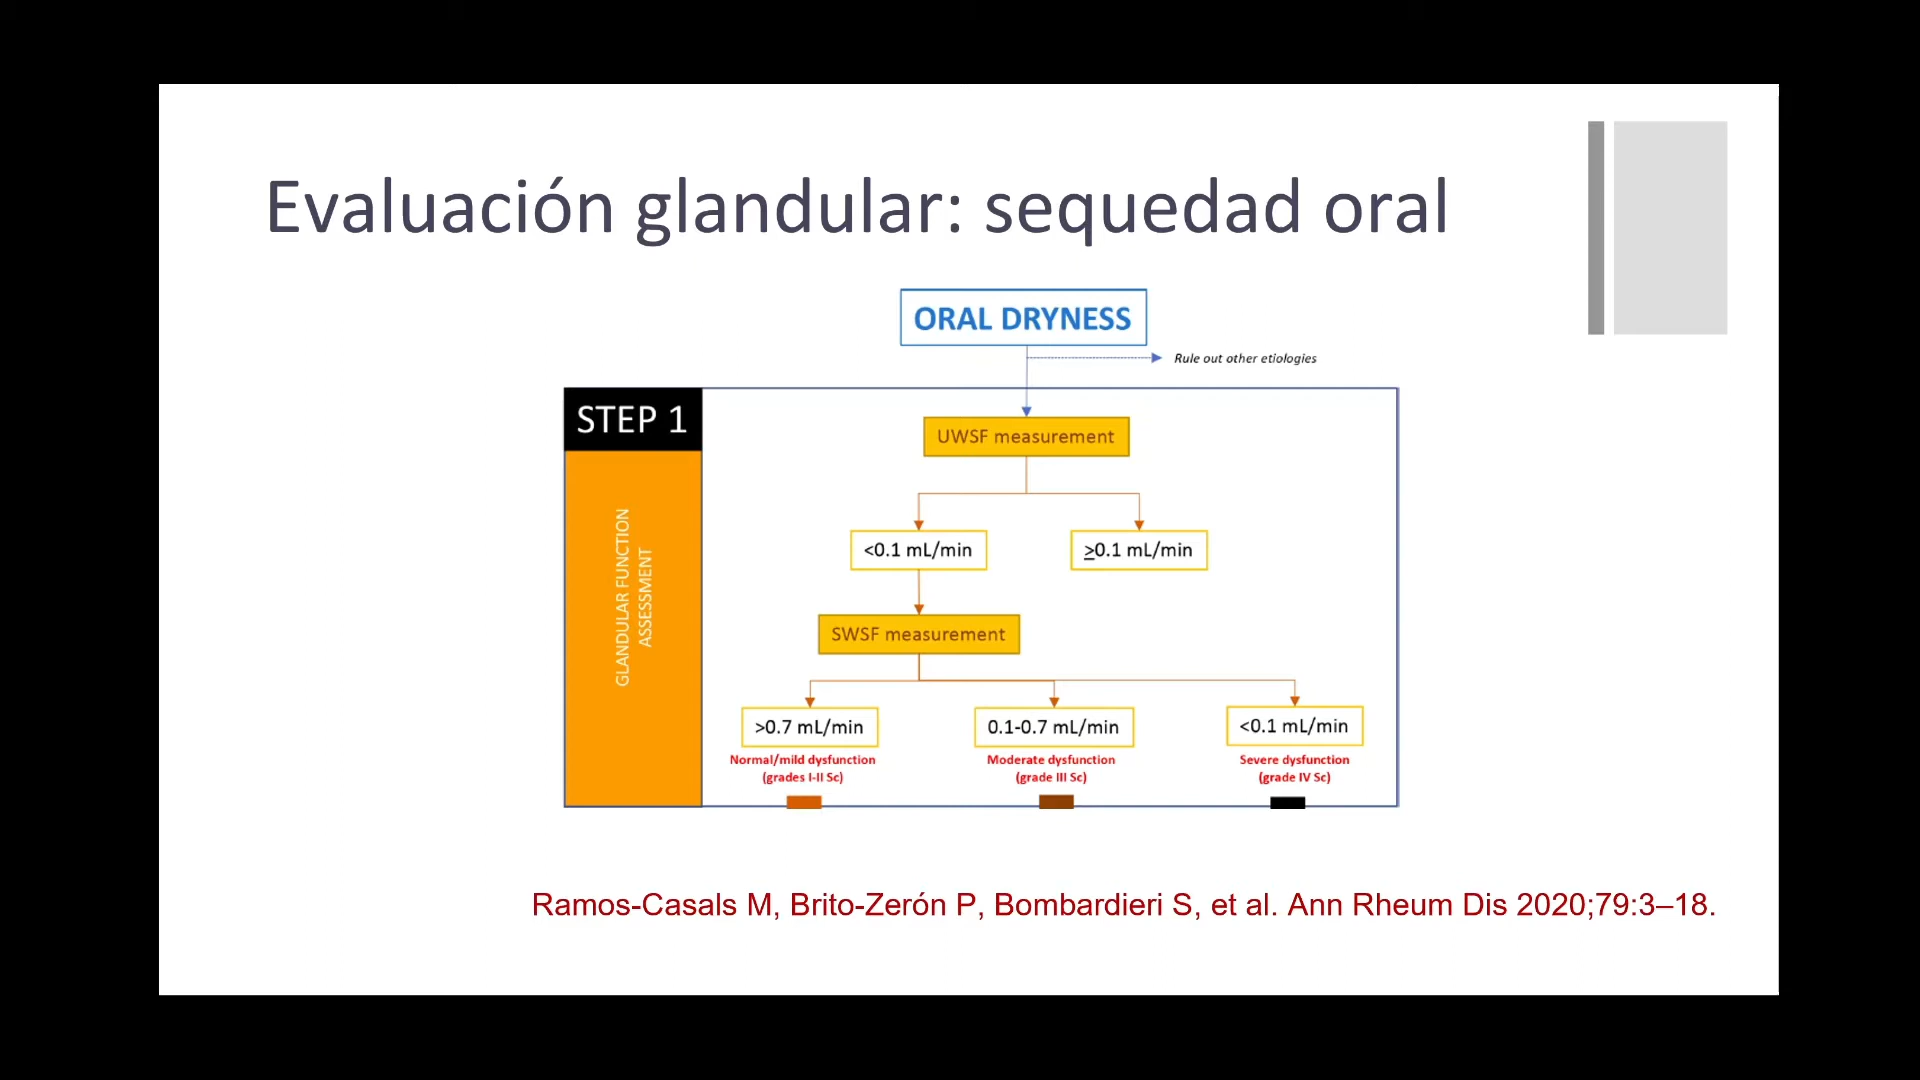 Evaluación glandular: sequedad oral
ORAL DRYNESS
Rule out other etiologies
STEP 1
GLANDULAR FUNCTION
ASSESSMENT
UWSF measurement
<0.1 mL/min
≥0.1 mL/min
SWSF measurement
>0.7 mL/min
0.1-0.7 mL/min
<0.1 mL/min
Normal/mild dysfunction
(grades I-II Sc)
Moderate dysfunction
(grade III Sc)
Severe dysfunction
(grade IV Sc)
Ramos-Casals M, Brito-Zerón P, Bombardieri S, et al. Ann Rheum Dis 2020;79:3–18.